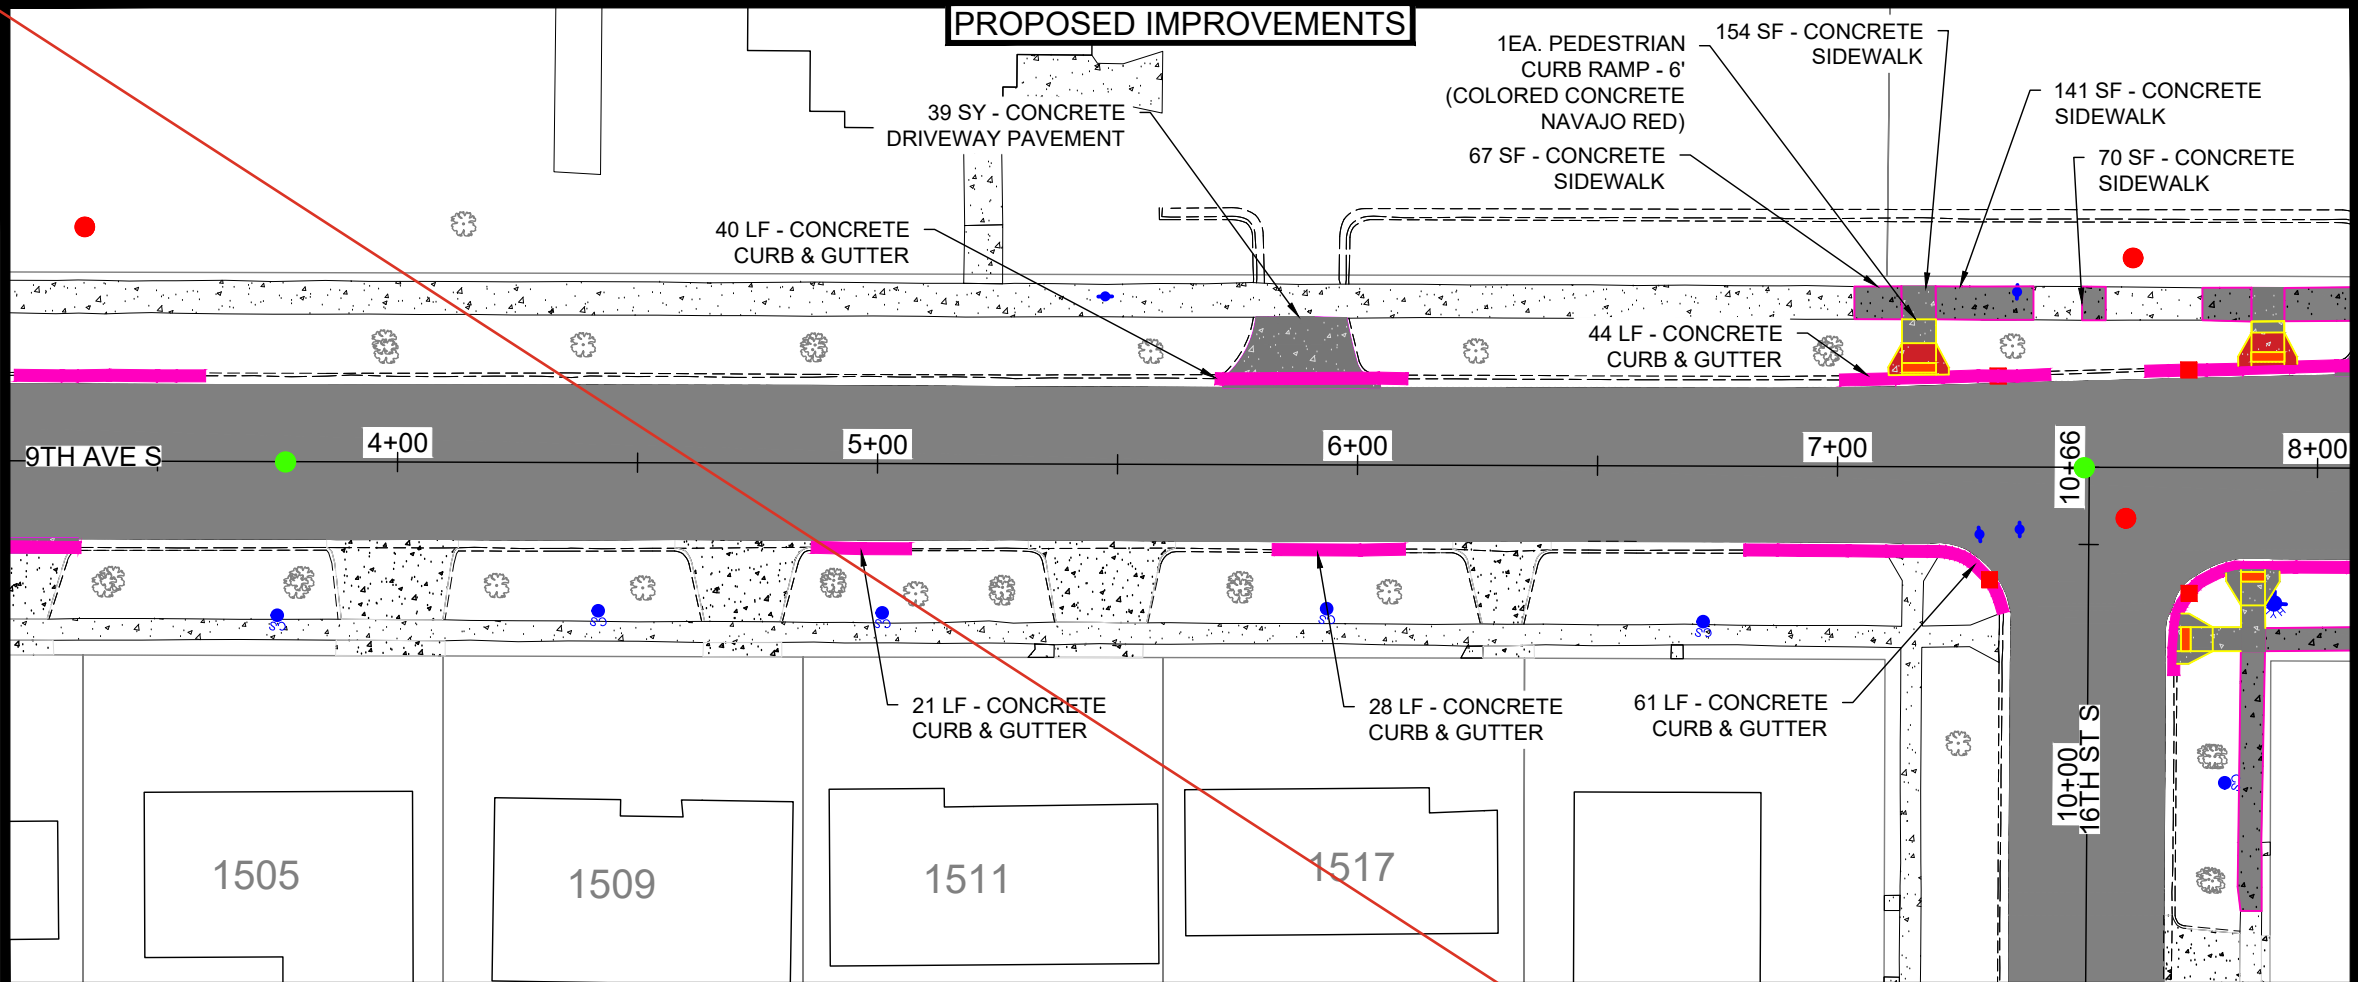 PROPOSED IMPROVEMENTS
1EA. PEDESTRIAN
CURB RAMP - 6'
(COLORED CONCRETE
NAVAJO RED)
154 SF - CONCRETE
SIDEWALK
141 SF - CONCRETE
SIDEWALK
39 SY - CONCRETE
DRIVEWAY PAVEMENT
67 SF - CONCRETE
SIDEWALK
70 SF - CONCRETE
SIDEWALK
40 LF - CONCRETE
CURB & GUTTER
44 LF - CONCRETE
CURB & GUTTER
9TH AVE S
4+00
5+00
6+00
7+00
10+66
8+00
21 LF - CONCRETE
CURB & GUTTER
28 LF - CONCRETE
CURB & GUTTER
61 LF - CONCRETE
CURB & GUTTER
10+00
16TH ST S
1505
1509
1511
1517